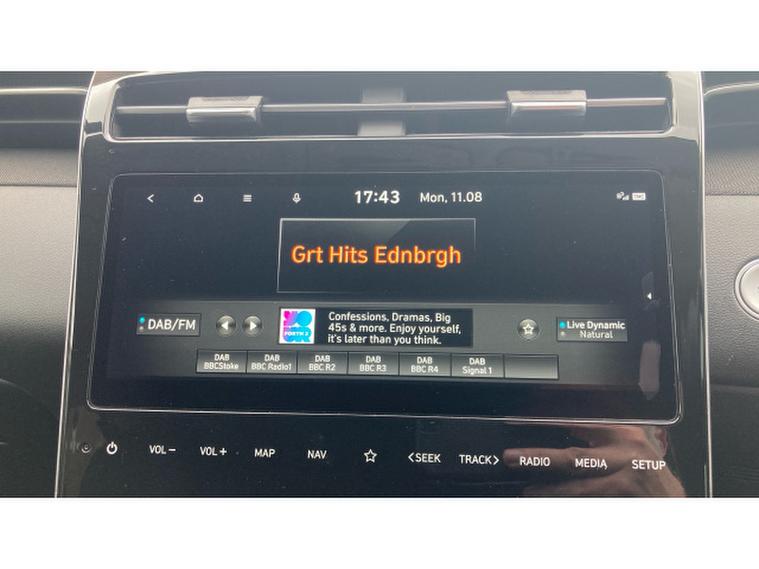 17:43 Mon, 11.08
Grt Hits Ednbrgh
DAB/FM
FORTH 2
Confessions, Dramas, Big
45s & more. Enjoy yourself,
it's later than you think.
Live Dynamic
Natural
DAB DAB DAB DAB DAB DAB
BBCStoke BBC Radio1 BBC R2 BBC R3 BBC R4 Signal 1
VOL− VOL+ MAP NAV <SEEK TRACK> RADIO MEDIA SETUP